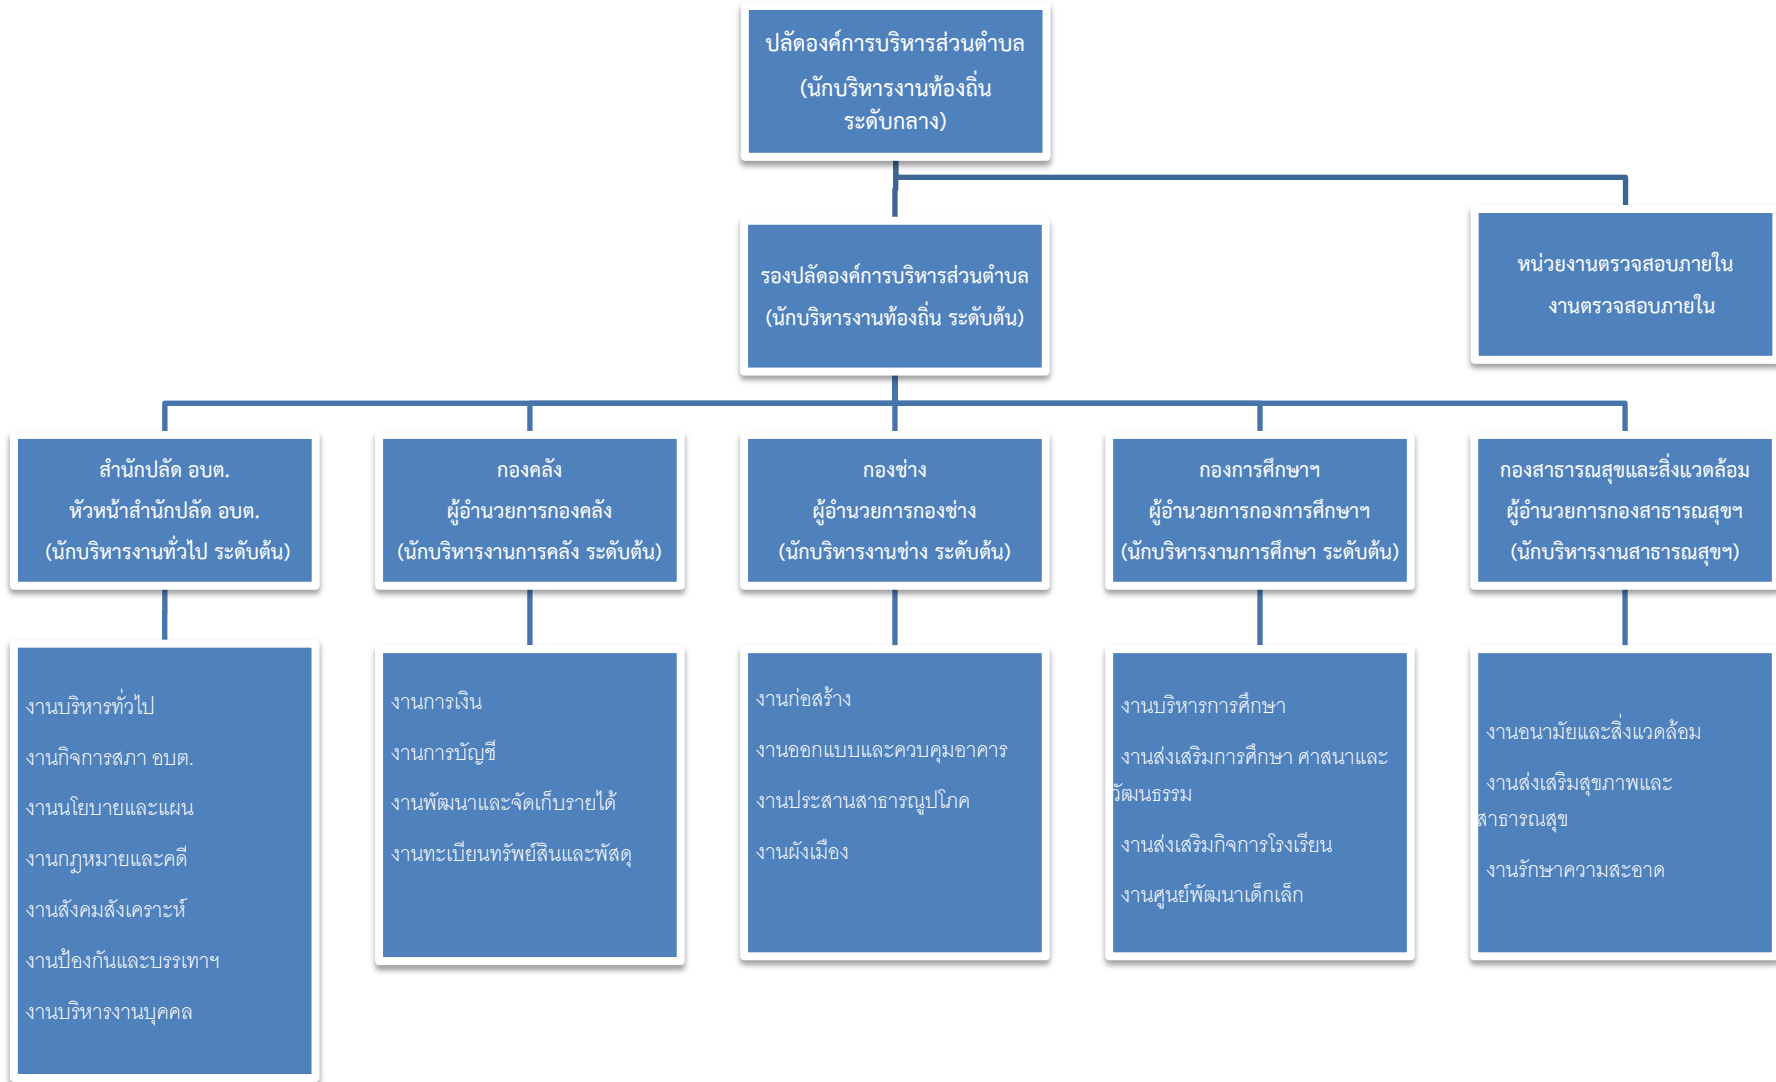 ปลัดองค์การบริหารส่วนตำบล
(นักบริหารงานท้องถิ่น
ระดับกลาง)
รองปลัดองค์การบริหารส่วนตำบล
(นักบริหารงานท้องถิ่น ระดับต้น)
หน่วยงานตรวจสอบภายใน
งานตรวจสอบภายใน
สำนักปลัด อบต.
หัวหน้าสำนักปลัด อบต.
(นักบริหารงานทั่วไป ระดับต้น)
กองคลัง
ผู้อำนวยการกองคลัง
(นักบริหารงานการคลัง ระดับต้น)
กองช่าง
ผู้อำนวยการกองช่าง
(นักบริหารงานช่าง ระดับต้น)
กองการศึกษาฯ
ผู้อำนวยการกองการศึกษาฯ
(นักบริหารงานการศึกษา ระดับต้น)
กองสาธารณสุขและสิ่งแวดล้อม
ผู้อำนวยการกองสาธารณสุขฯ
(นักบริหารงานสาธารณสุขฯ)
งานบริหารทั่วไป
งานกิจการสภา อบต.
งานนโยบายและแผน
งานกฎหมายและคดี
งานสังคมสังเคราะห์
งานป้องกันและบรรเทาฯ
งานบริหารงานบุคคล
งานการเงิน
งานการบัญชี
งานพัฒนาและจัดเก็บรายได้
งานทะเบียนทรัพย์สินและพัสดุ
งานก่อสร้าง
งานออกแบบและควบคุมอาคาร
งานประสานสาธารณูปโภค
งานผังเมือง
งานบริหารการศึกษา
งานส่งเสริมการศึกษา ศาสนาและ
วัฒนธรรม
งานส่งเสริมกิจการโรงเรียน
งานศูนย์พัฒนาเด็กเล็ก
งานอนามัยและสิ่งแวดล้อม
งานส่งเสริมสุขภาพและ
สาธารณสุข
งานรักษาความสะอาด